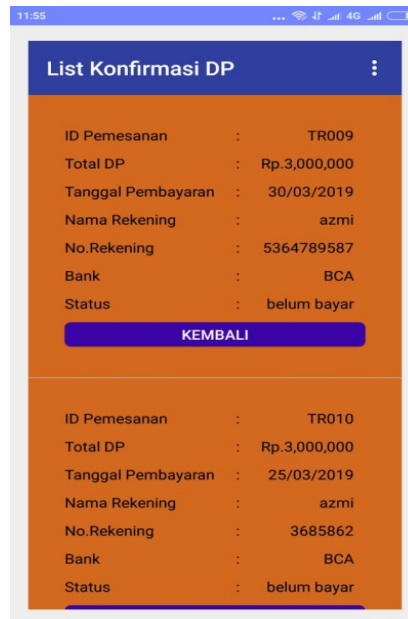 11:55 ... 4G
List Konfirmasi DP
ID Pemesanan : TR009
Total DP : Rp.3,000,000
Tanggal Pembayaran : 30/03/2019
Nama Rekening : azmi
No.Rekening : 5364789587
Bank : BCA
Status : belum bayar
KEMBALI
ID Pemesanan : TR010
Total DP : Rp.3,000,000
Tanggal Pembayaran : 25/03/2019
Nama Rekening : azmi
No.Rekening : 3685862
Bank : BCA
Status : belum bayar